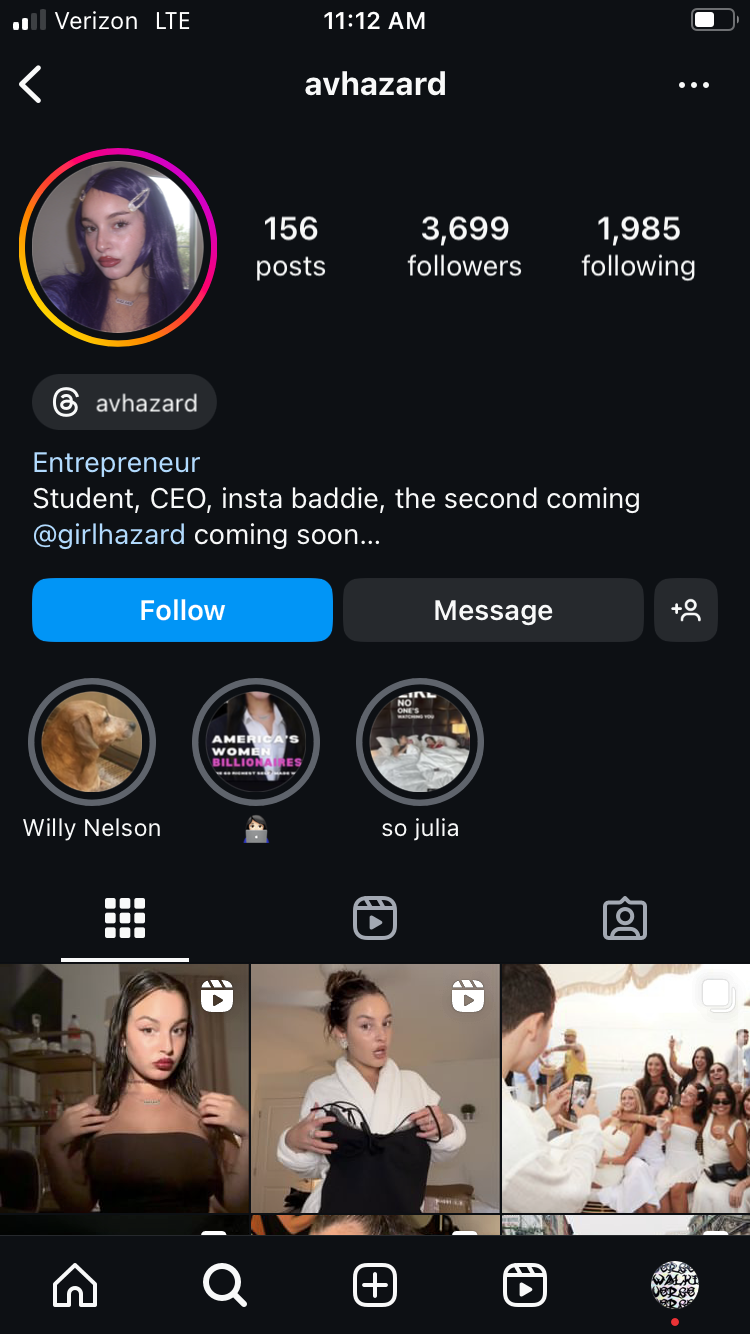 Verizon LTE 11:12 AM
avhazard
156 3,699 1,985
posts followers following
avhazard
Entrepreneur
Student, CEO, insta baddie, the second coming
@girlhazard coming soon...
Follow Message
NO
ONE'S
WATCHING YOU
AMERICA'S
WOMEN
BILLIONAIRES
Willy Nelson so julia